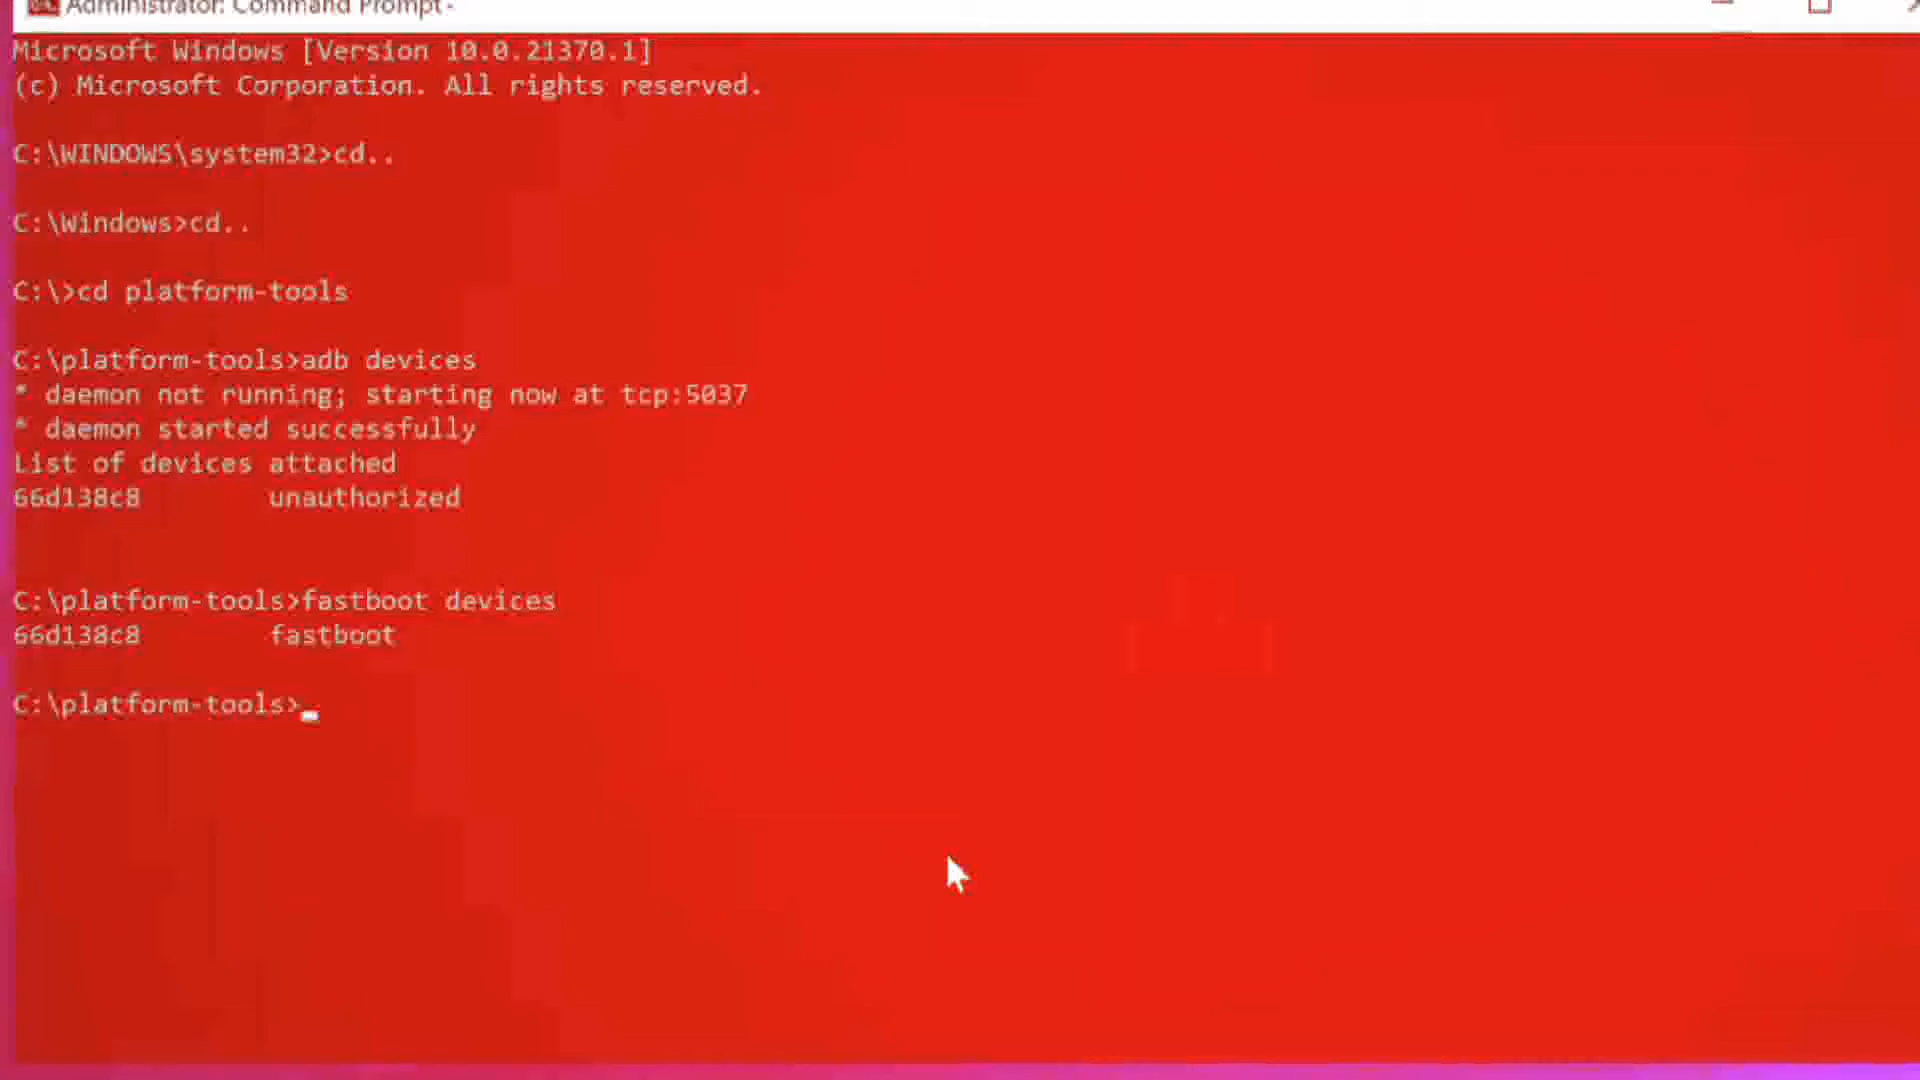 Administrator: Command Prompt -
Microsoft Windows [Version 10.0.21370.1]
(c) Microsoft Corporation. All rights reserved.
C:\WINDOWS\system32>cd..
C:\Windows>cd..
C:\>cd platform-tools
C:\platform-tools>adb devices
* daemon not running; starting now at tcp:5037
* daemon started successfully
List of devices attached
66d138c8        unauthorized
C:\platform-tools>fastboot devices
66d138c8        fastboot
C:\platform-tools>